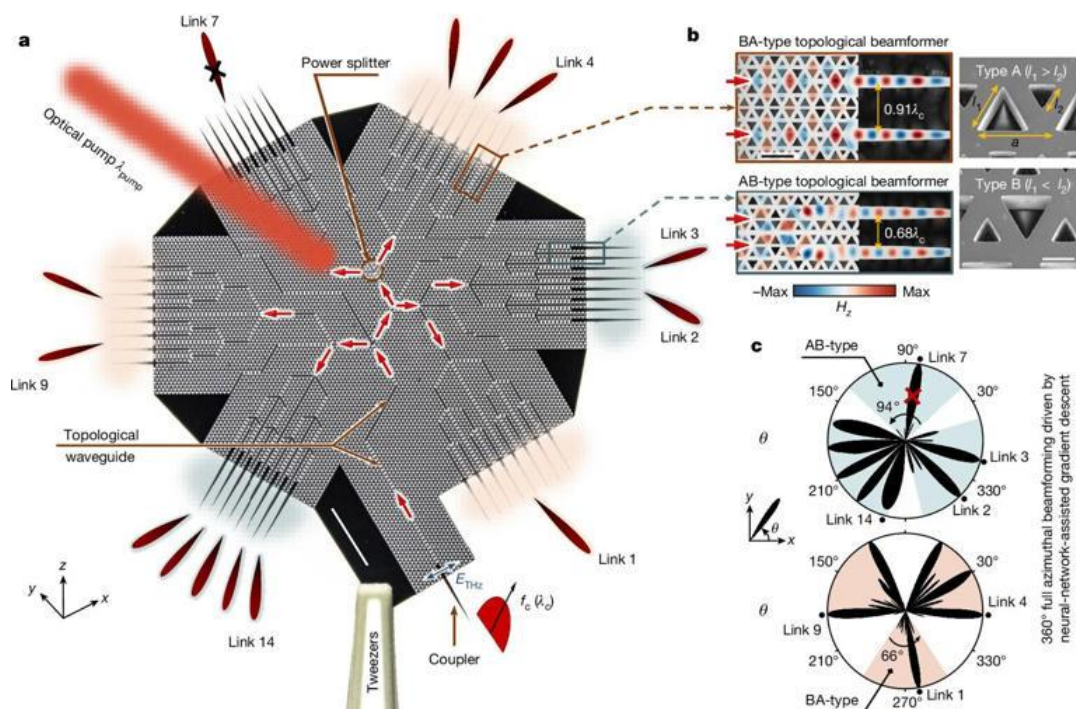 a
Link 7
Power splitter
Link 4
Optical pump λpump
Link 3
Link 2
Link 9
Topological
waveguide
Link 1
Link 14
z
y
x
Tweezers
Coupler
ETHz
fc (λc)
b
BA-type topological beamformer
0.91λc
Type A (l1 > l2)
l1
l2
a
AB-type topological beamformer
0.68λc
Type B (l1 < l2)
–Max
Max
Hz
c
AB-type
90°
Link 7
150°
30°
94°
θ
Link 3
210°
330°
Link 2
Link 14
y
θ
x
150°
30°
θ
Link 9
Link 4
210°
330°
66°
BA-type
270°
Link 1
360° full azimuthal beamforming driven by
neural-network-assisted gradient descent